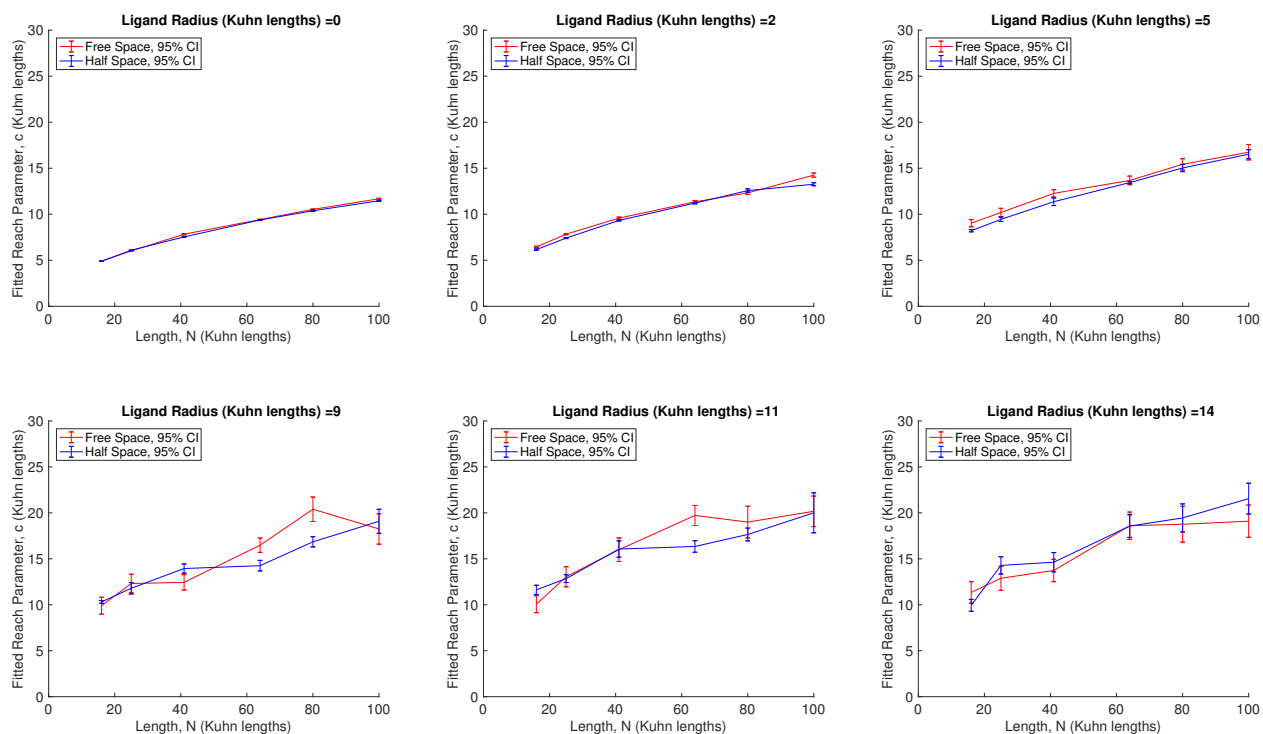 Ligand Radius (Kuhn lengths) =0
30
25
20
15
10
5
0
Fitted Reach Parameter, c (Kuhn lengths)
Free Space, 95% CI
Half Space, 95% CI
0
20
40
60
80
100
Length, N (Kuhn lengths)
Ligand Radius (Kuhn lengths) =2
30
25
20
15
10
5
0
Fitted Reach Parameter, c (Kuhn lengths)
Free Space, 95% CI
Half Space, 95% CI
0
20
40
60
80
100
Length, N (Kuhn lengths)
Ligand Radius (Kuhn lengths) =5
30
25
20
15
10
5
0
Fitted Reach Parameter, c (Kuhn lengths)
Free Space, 95% CI
Half Space, 95% CI
0
20
40
60
80
100
Length, N (Kuhn lengths)
Ligand Radius (Kuhn lengths) =9
30
25
20
15
10
5
0
Fitted Reach Parameter, c (Kuhn lengths)
Free Space, 95% CI
Half Space, 95% CI
0
20
40
60
80
100
Length, N (Kuhn lengths)
Ligand Radius (Kuhn lengths) =11
30
25
20
15
10
5
0
Fitted Reach Parameter, c (Kuhn lengths)
Free Space, 95% CI
Half Space, 95% CI
0
20
40
60
80
100
Length, N (Kuhn lengths)
Ligand Radius (Kuhn lengths) =14
30
25
20
15
10
5
0
Fitted Reach Parameter, c (Kuhn lengths)
Free Space, 95% CI
Half Space, 95% CI
0
20
40
60
80
100
Length, N (Kuhn lengths)